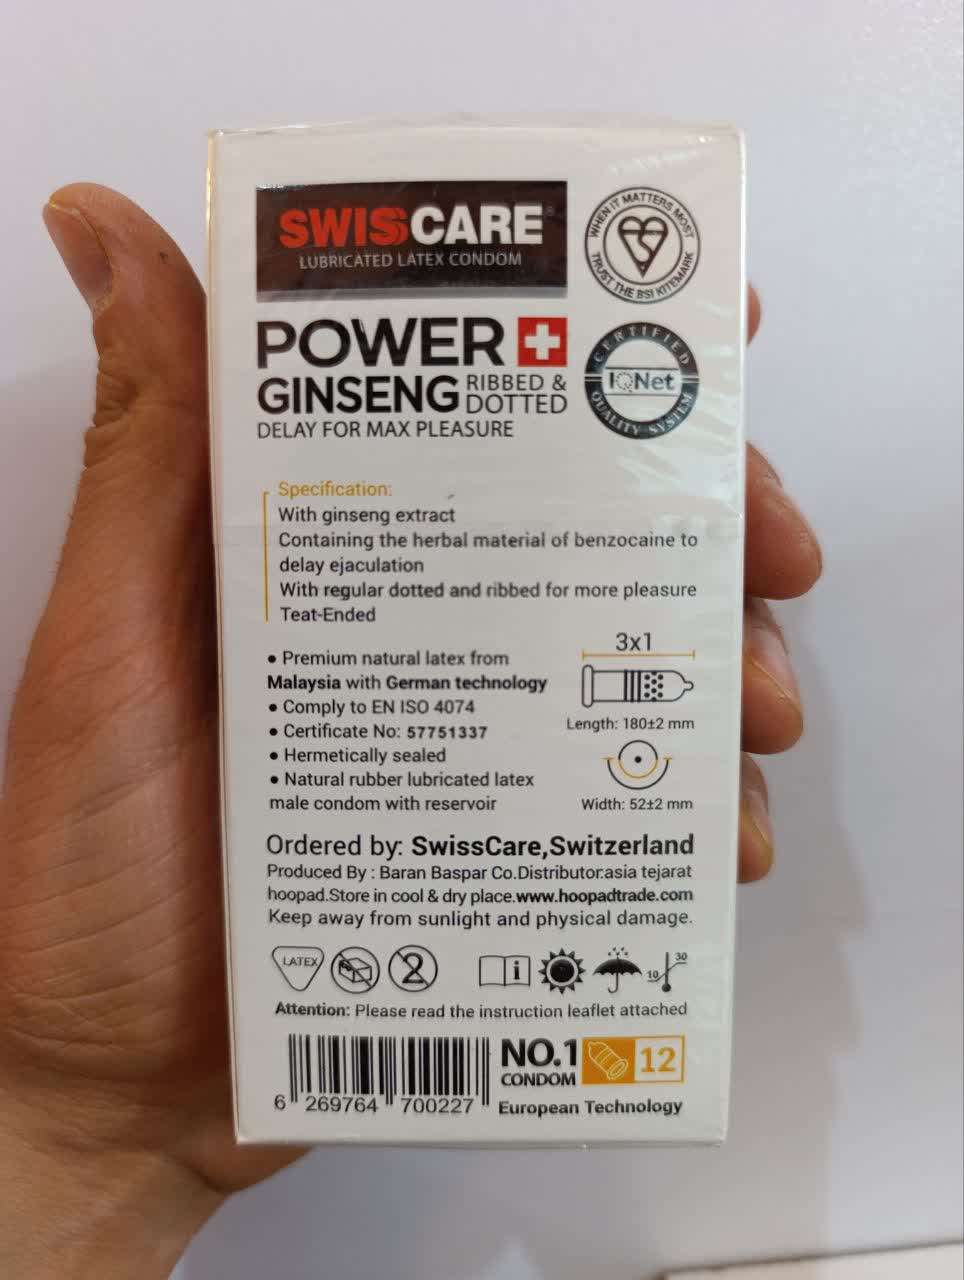 SWISSCARE®
LUBRICATED LATEX CONDOM
WHEN IT MATTERS MOST
TRUST THE BSI KITEMARK
POWER
GINSENG RIBBED & DOTTED
DELAY FOR MAX PLEASURE
CERTIFIED
IQNet
QUALITY SYSTEM
Specification:
With ginseng extract
Containing the herbal material of benzocaine to
delay ejaculation
With regular dotted and ribbed for more pleasure
Teat-Ended
• Premium natural latex from
Malaysia with German technology
• Comply to EN ISO 4074
• Certificate No: 57751337
• Hermetically sealed
• Natural rubber lubricated latex
male condom with reservoir
3x1
Length: 180±2 mm
Width: 52±2 mm
Ordered by: SwissCare,Switzerland
Produced By : Baran Baspar Co.Distributor:asia tejarat
hoopad.Store in cool & dry place.www.hoopadtrade.com
Keep away from sunlight and physical damage.
LATEX
2
i
10
30
Attention: Please read the instruction leaflet attached
6 269764 700227
NO.1
CONDOM
12
European Technology